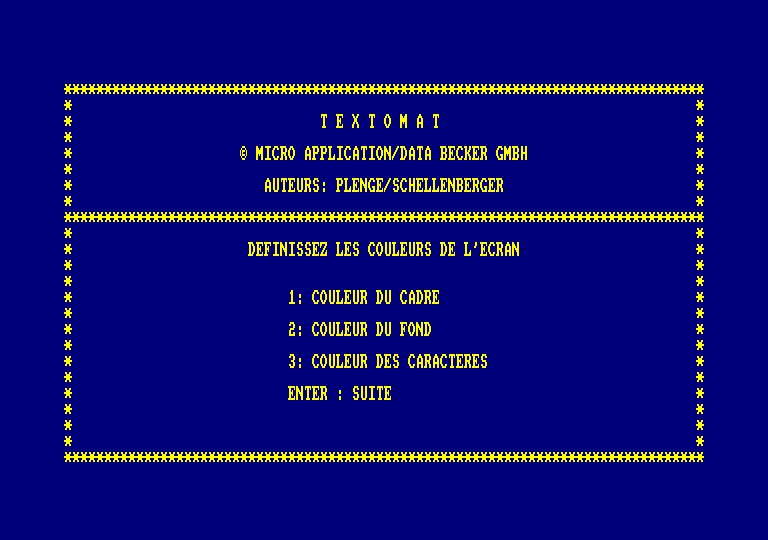 T E X T O M A T
© MICRO APPLICATION/DATA BECKER GMBH
AUTEURS: PLENGE/SCHELLENBERGER
DEFINISSEZ LES COULEURS DE L'ECRAN
1: COULEUR DU CADRE
2: COULEUR DU FOND
3: COULEUR DES CARACTERES
ENTER : SUITE